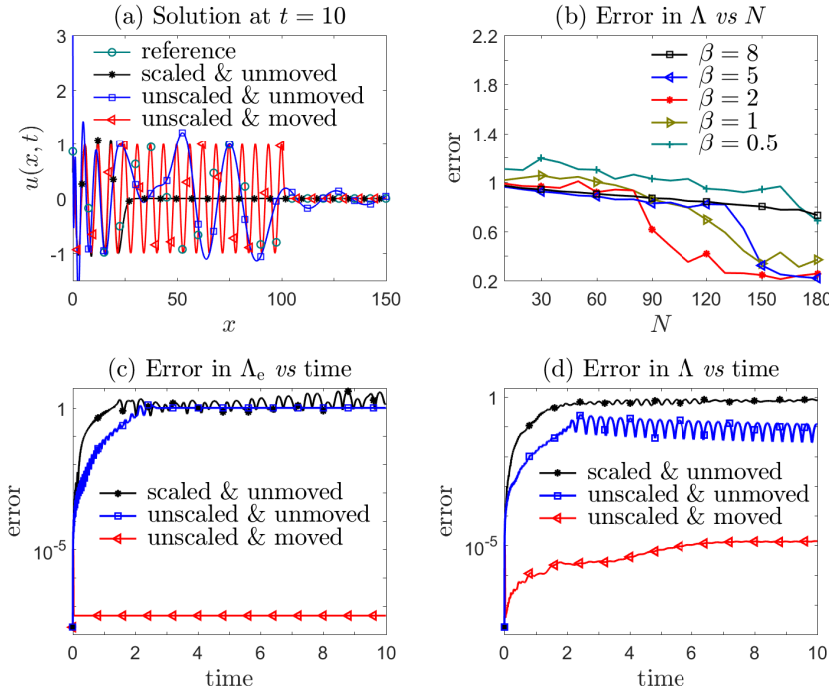 (a) Solution at t = 10
u(x, t)
3
2
1
0
-1
reference
scaled & unmoved
unscaled & unmoved
unscaled & moved
0 50 100 150
x
(b) Error in Λ vs N
error
2.2
1.8
1.4
1
0.6
0.2
β = 8
β = 5
β = 2
β = 1
β = 0.5
30 60 90 120 150 180
N
(c) Error in Λe vs time
error
1
10^-5
scaled & unmoved
unscaled & unmoved
unscaled & moved
0 2 4 6 8 10
time
(d) Error in Λ vs time
error
1
10^-5
scaled & unmoved
unscaled & unmoved
unscaled & moved
0 2 4 6 8 10
time